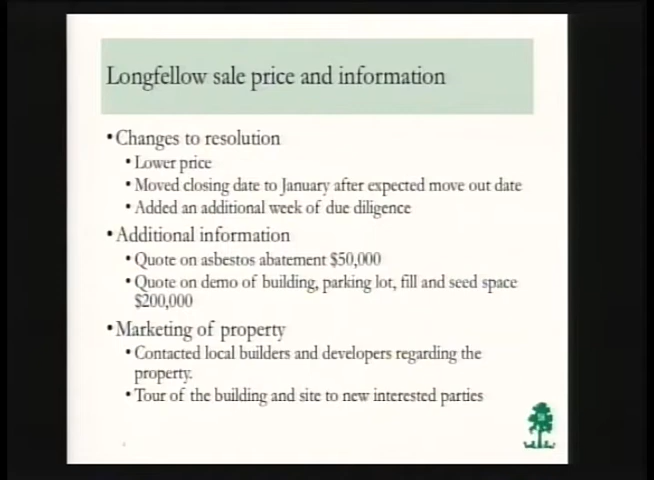 Longfellow sale price and information
•Changes to resolution
•Lower price
•Moved closing date to January after expected move out date
•Added an additional week of due diligence
•Additional information
•Quote on asbestos abatement $50,000
•Quote on demo of building, parking lot, fill and seed space
$200,000
•Marketing of property
•Contacted local builders and developers regarding the
property.
•Tour of the building and site to new interested parties